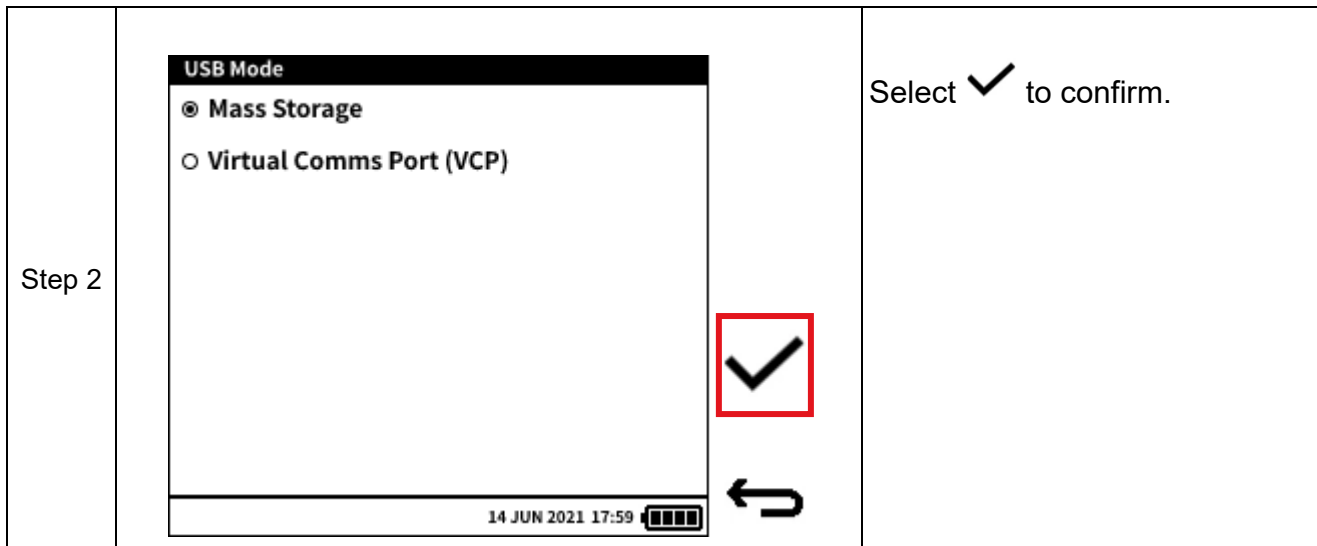 Step 2
USB Mode
Mass Storage
Virtual Comms Port (VCP)
14 JUN 2021 17:59
Select ✓ to confirm.